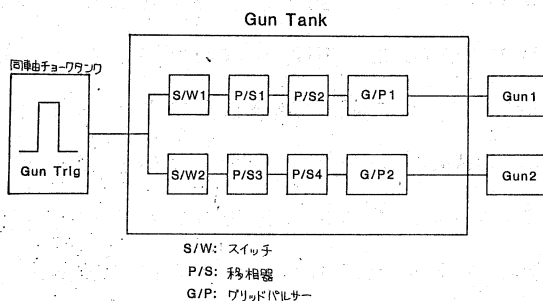 Gun Tank
同軸チョークタンク
Gun Trig
S/W1
P/S1
P/S2
G/P1
Gun1
S/W2
P/S3
P/S4
G/P2
Gun2
S/W: スイッチ
P/S: 移相器
G/P: グリッドパルサー